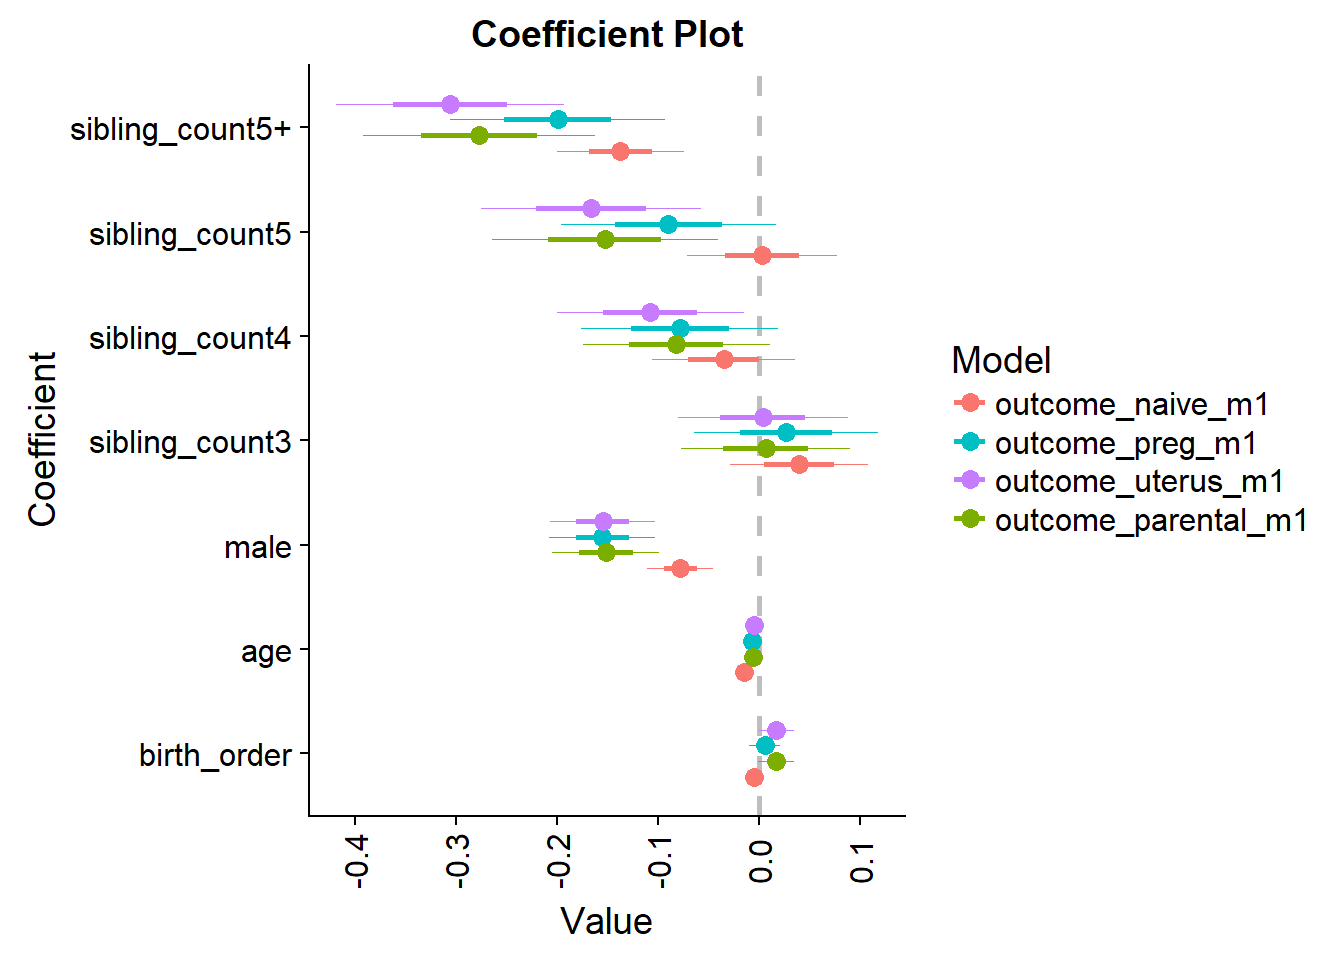 Coefficient Plot
sibling_count5+
sibling_count5
sibling_count4
sibling_count3
male
age
birth_order
Coefficient
-0.4
-0.3
-0.2
-0.1
0.0
0.1
Value
Model
outcome_naive_m1
outcome_preg_m1
outcome_uterus_m1
outcome_parental_m1